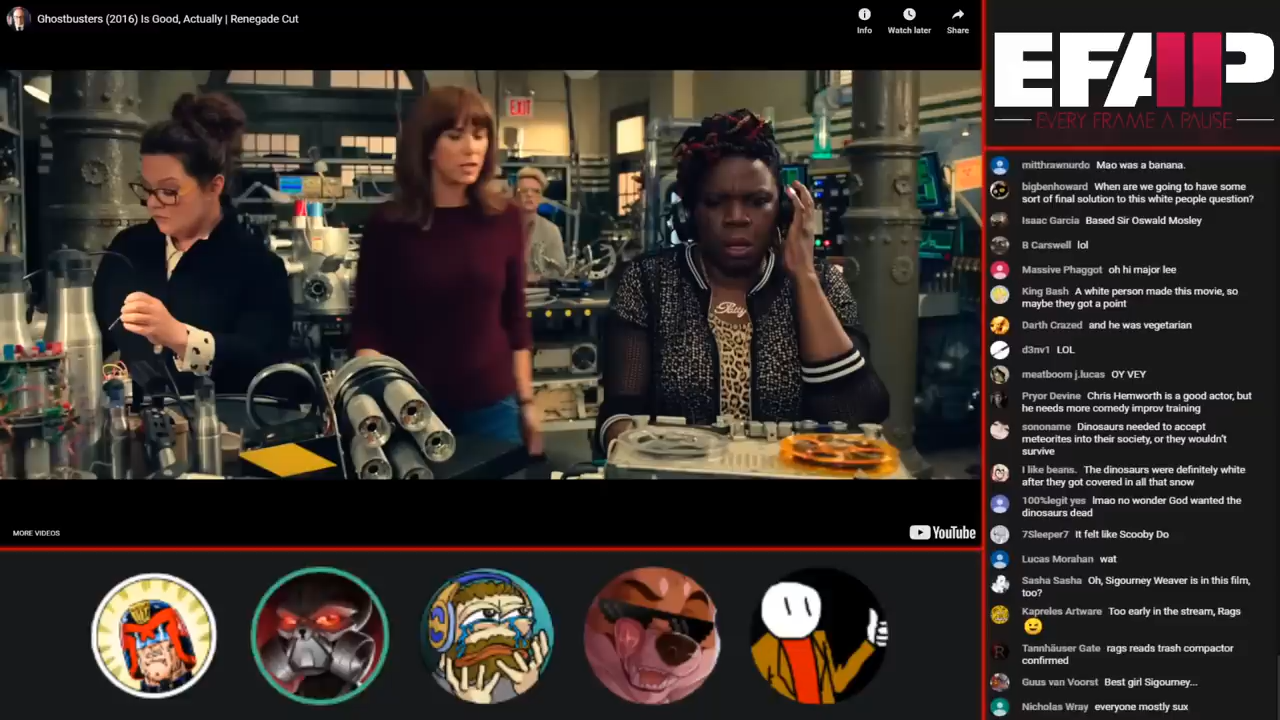 Ghostbusters (2016) Is Good, Actually | Renegade Cut
Info
Watch later
Share
EXIT
Patty
MORE VIDEOS
YouTube
EFAP
EVERY FRAME A PAUSE
mitthrawnurdo Mao was a banana.
bigbenhoward When are we going to have some
sort of final solution to this white people question?
Isaac Garcia Based Sir Oswald Mosley
B Carswell lol
Massive Phaggot oh hi major lee
King Bash A white person made this movie, so
maybe they got a point
Darth Crazed and he was vegetarian
d3nv1 LOL
meatboom j.lucas OY VEY
Pryor Devine Chris Hemworth is a good actor, but
he needs more comedy improv training
sononame Dinosaurs needed to accept
meteorites into their society, or they wouldn't
survive
I like beans. The dinosaurs were definitely white
after they got covered in all that snow
100%legit yes lmao no wonder God wanted the
dinosaurs dead
7Sleeper7 It felt like Scooby Do
Lucas Morahan wat
Sasha Sasha Oh, Sigourney Weaver is in this film,
too?
Kapreles Artware Too early in the stream, Rags
Tannhäuser Gate rags reads trash compactor
confirmed
Guus van Voorst Best girl Sigourney...
Nicholas Wray everyone mostly sux